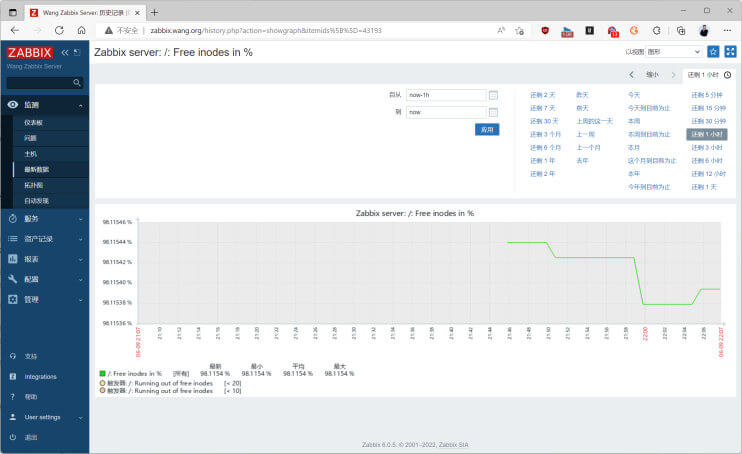 Wang Zabbix Server: 历史记录 [
不安全 | zabbix.wang.org/history.php?action=showgraph&itemids%5B%5D=43193
ZABBIX
Wang Zabbix Server
监测
仪表板
问题
主机
最新数据
拓扑图
自动发现
服务
资产记录
报表
配置
管理
支持
Integrations
帮助
User settings
退出
Zabbix server: /: Free inodes in %
以视图 图形
缩小
还剩 1 小时
自从 now-1h
到 now
应用
还剩 2 天 昨天 今天 还剩 5 分钟
还剩 7 天 前天 今天到目前为止 还剩 15 分钟
还剩 30 天 上周的这一天 本周 还剩 30 分钟
还剩 3 个月 上一周 本周到目前为止 还剩 1 小时
还剩 6 个月 上一个月 本月 还剩 3 小时
还剩 1 年 去年 这个月到目前为止 还剩 6 小时
还剩 2 年 本年 还剩 12 小时
今年到目前为止 还剩 1 天
Zabbix server: /: Free inodes in %
98.11546 %
98.11544 %
98.11542 %
98.11540 %
98.11538 %
98.11536 %
06-09 21:07 21:10 21:12 21:14 21:16 21:18 21:20 21:22 21:24 21:26 21:28 21:30 21:32 21:34 21:36 21:38 21:40 21:42 21:44 21:46 21:48 21:50 21:52 21:54 21:56 21:58 22:00 22:02 22:04 22:06 06-09 22:07
最新 最小 平均 最大
/: Free inodes in % [所有] 98.1154 % 98.1154 % 98.1154 % 98.1154 %
触发器: /: Running out of free inodes [< 20]
触发器: /: Running out of free inodes [< 10]
Zabbix 6.0.5. © 2001–2022, Zabbix SIA